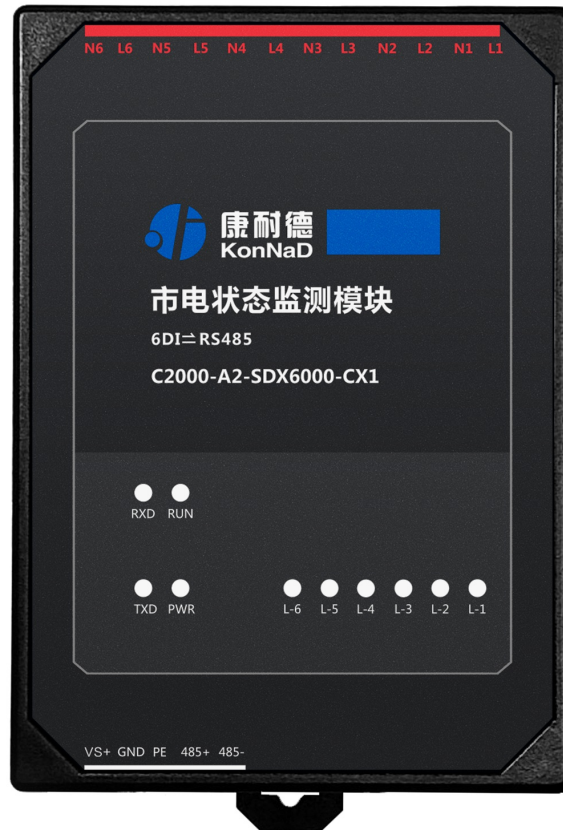 N6 L6 N5 L5 N4 L4 N3 L3 N2 L2 N1 L1
康耐德
KonNaD
市电状态监测模块
6DI⇌RS485
C2000-A2-SDX6000-CX1
RXD RUN
TXD PWR L-6 L-5 L-4 L-3 L-2 L-1
VS+ GND PE 485+ 485-